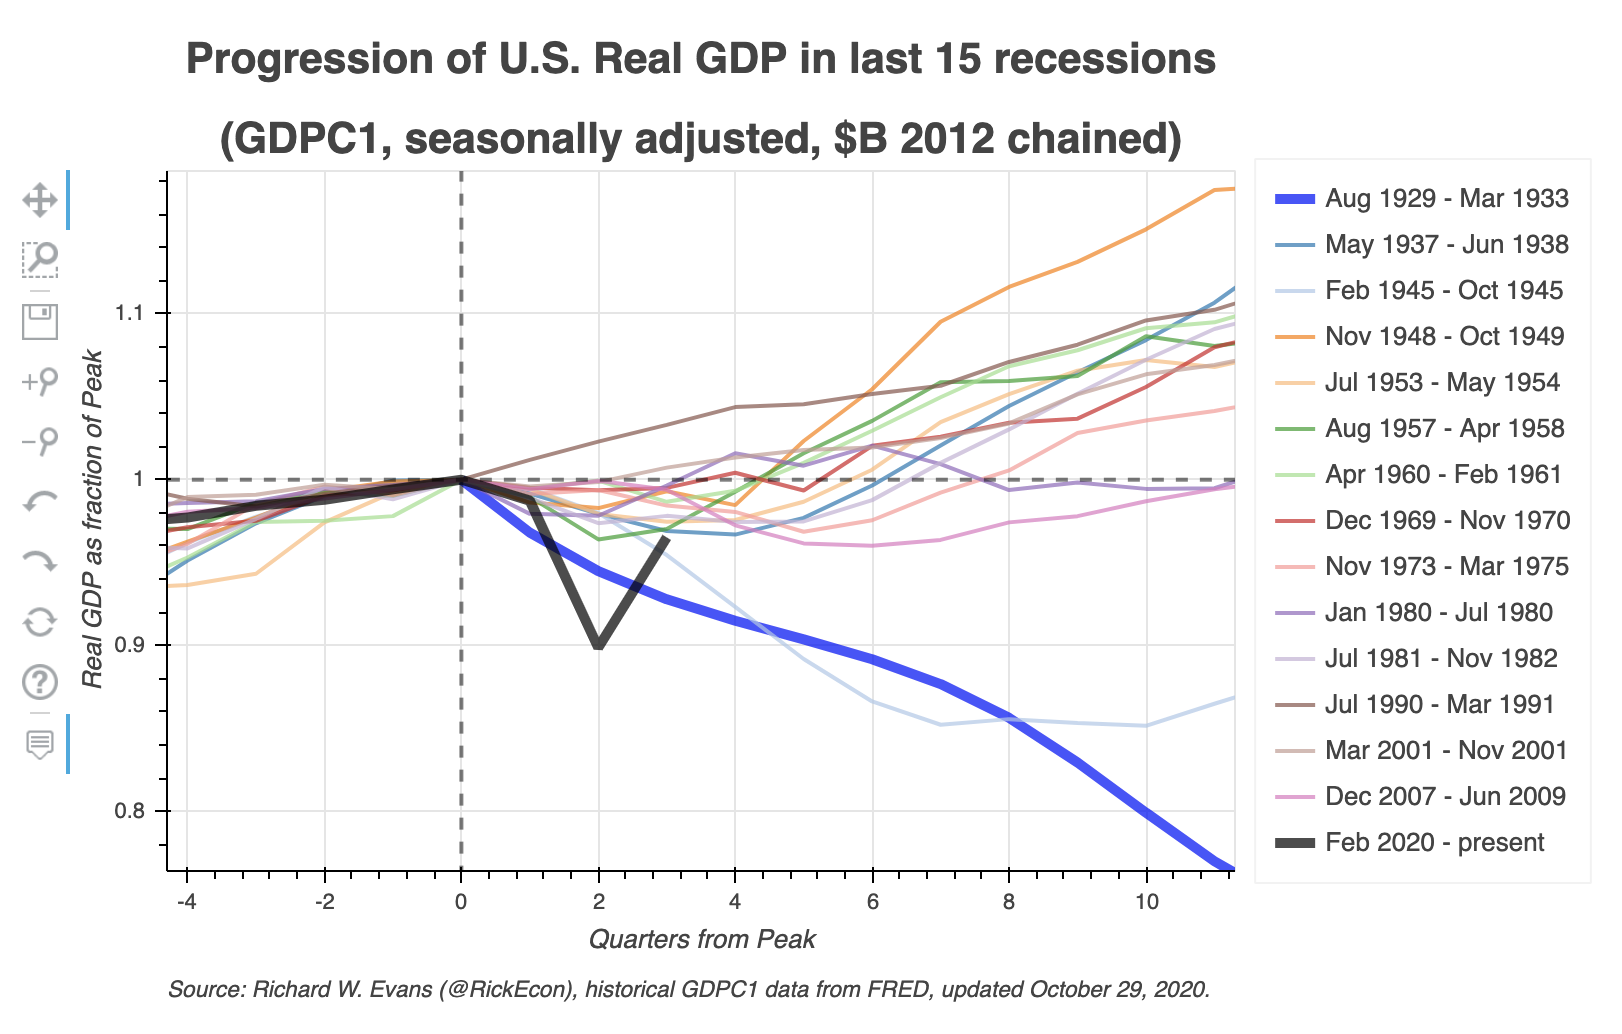 Progression of U.S. Real GDP in last 15 recessions
(GDPC1, seasonally adjusted, $B 2012 chained)
Real GDP as fraction of Peak
1.1
1
0.9
0.8
-4
-2
0
2
4
6
8
10
Quarters from Peak
Aug 1929 - Mar 1933
May 1937 - Jun 1938
Feb 1945 - Oct 1945
Nov 1948 - Oct 1949
Jul 1953 - May 1954
Aug 1957 - Apr 1958
Apr 1960 - Feb 1961
Dec 1969 - Nov 1970
Nov 1973 - Mar 1975
Jan 1980 - Jul 1980
Jul 1981 - Nov 1982
Jul 1990 - Mar 1991
Mar 2001 - Nov 2001
Dec 2007 - Jun 2009
Feb 2020 - present
Source: Richard W. Evans (@RickEcon), historical GDPC1 data from FRED, updated October 29, 2020.